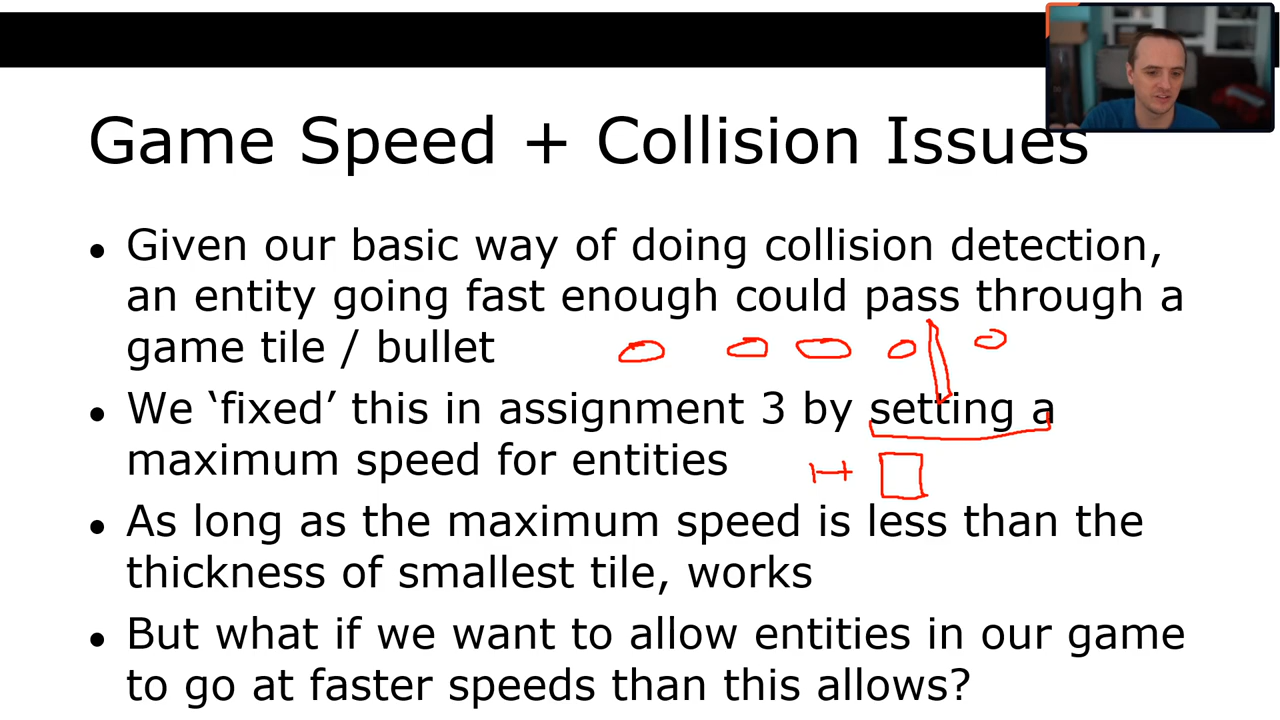 Game Speed + Collision Issues
● Given our basic way of doing collision detection,
an entity going fast enough could pass through a
game tile / bullet
● We ‘fixed’ this in assignment 3 by setting a
maximum speed for entities
● As long as the maximum speed is less than the
thickness of smallest tile, works
● But what if we want to allow entities in our game
to go at faster speeds than this allows?